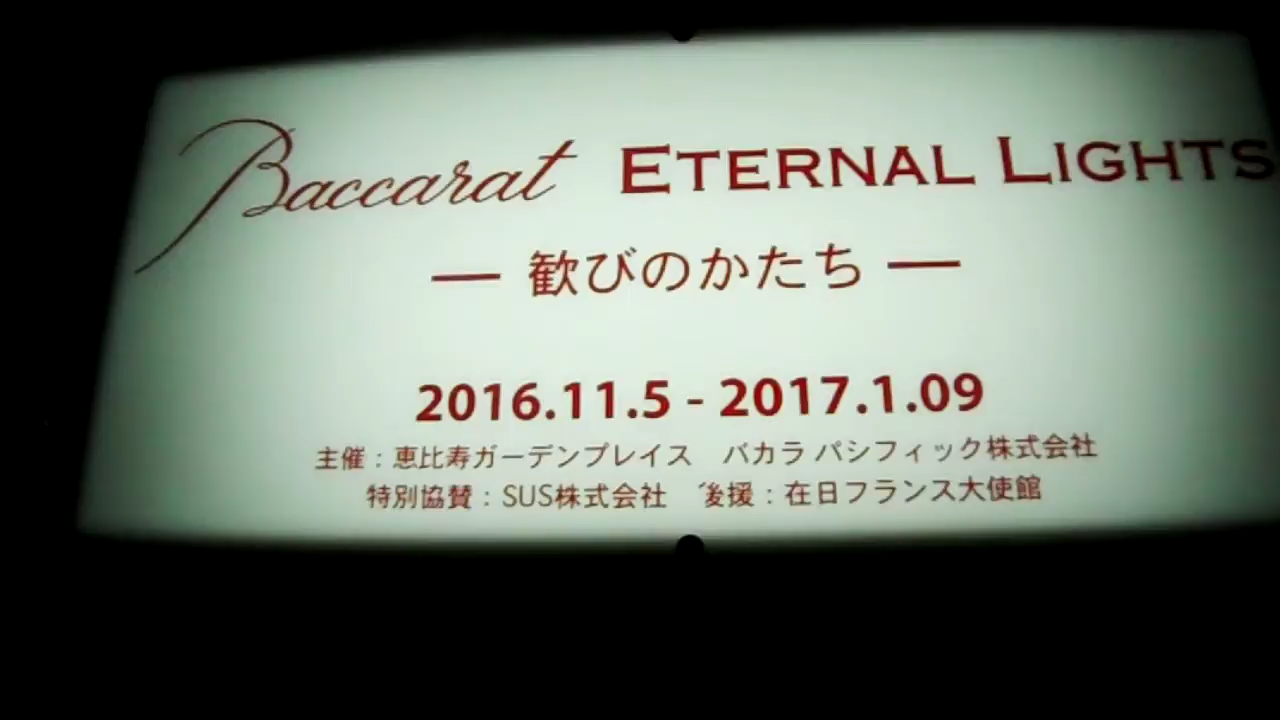 Baccarat ETERNAL LIGHTS
― 歓びのかたち ―
2016.11.5 - 2017.1.09
主催：恵比寿ガーデンプレイス　バカラ パシフィック株式会社
特別協賛：SUS株式会社　後援：在日フランス大使館